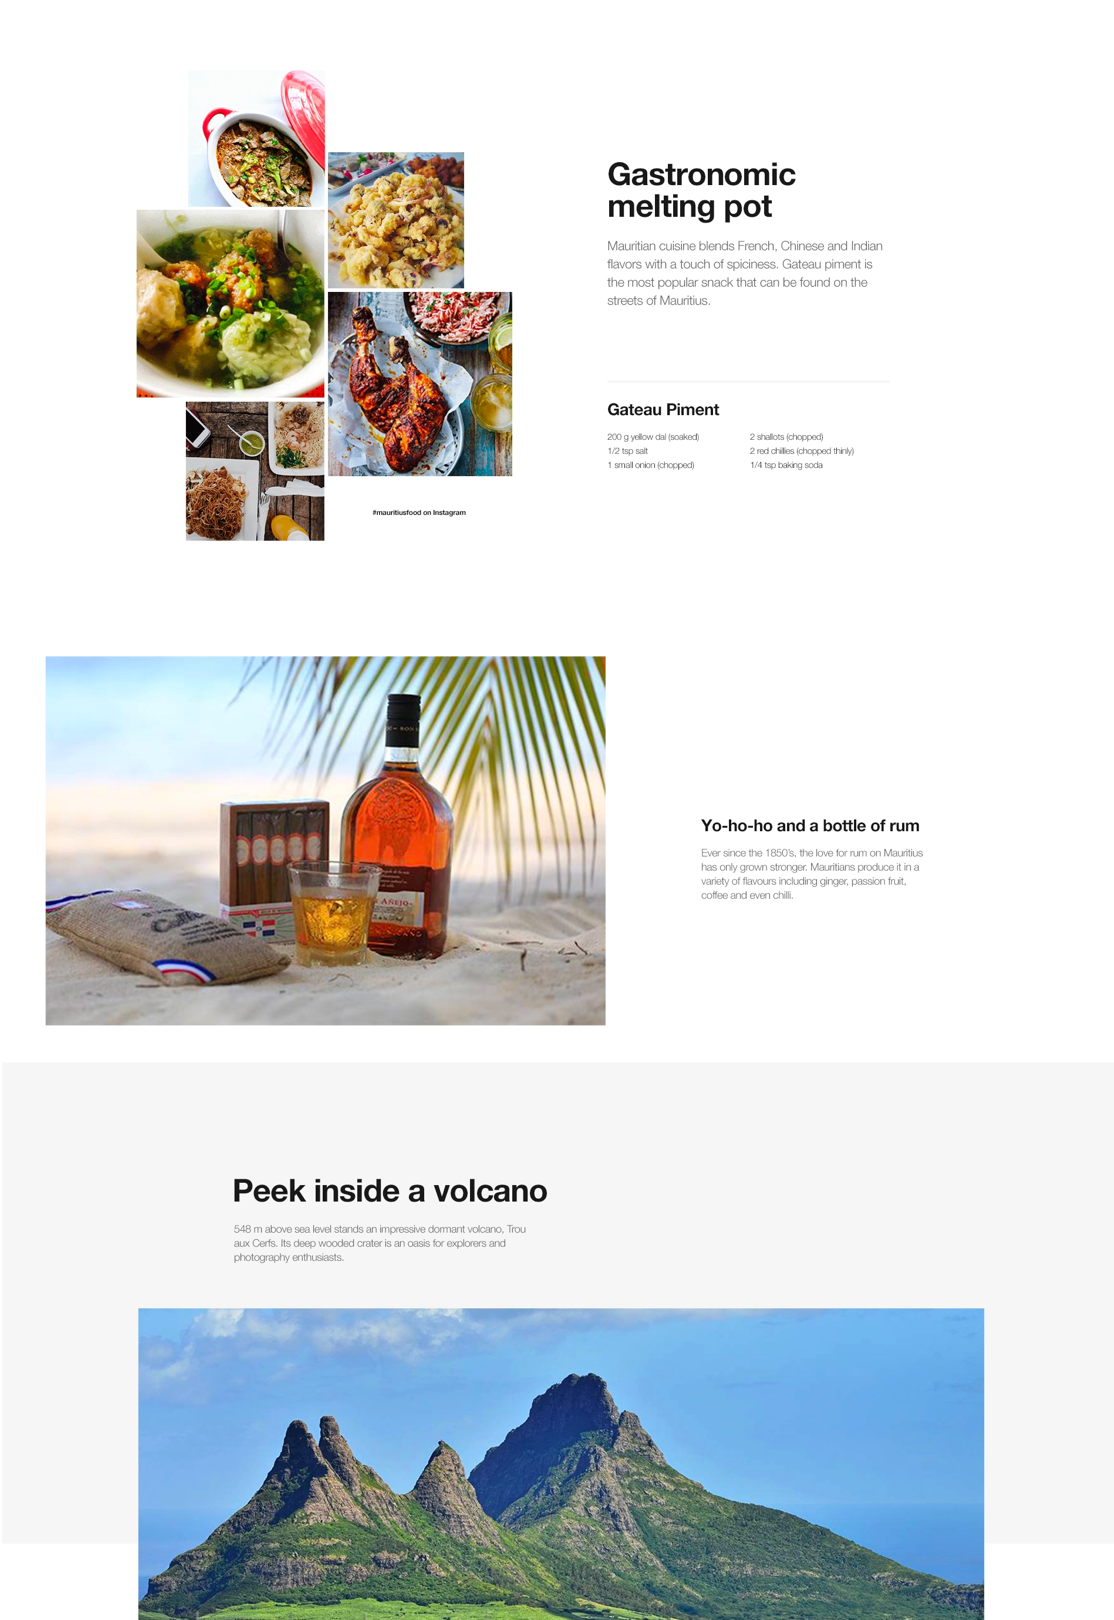 Gastronomic
melting pot
Mauritian cuisine blends French, Chinese and Indian
flavors with a touch of spiciness. Gateau piment is
the most popular snack that can be found on the
streets of Mauritius.
Gateau Piment
200 g yellow dal (soaked)
1/2 tsp salt
1 small onion (chopped)
2 shallots (chopped)
2 red chillies (chopped thinly)
1/4 tsp baking soda
#mauritiusfood on Instagram
AÑEJO
Yo-ho-ho and a bottle of rum
Ever since the 1850's, the love for rum on Mauritius
has only grown stronger. Mauritians produce it in a
variety of flavours including ginger, passion fruit,
coffee and even chilli.
Peek inside a volcano
548 m above sea level stands an impressive dormant volcano, Trou
aux Cerfs. Its deep wooded crater is an oasis for explorers and
photography enthusiasts.